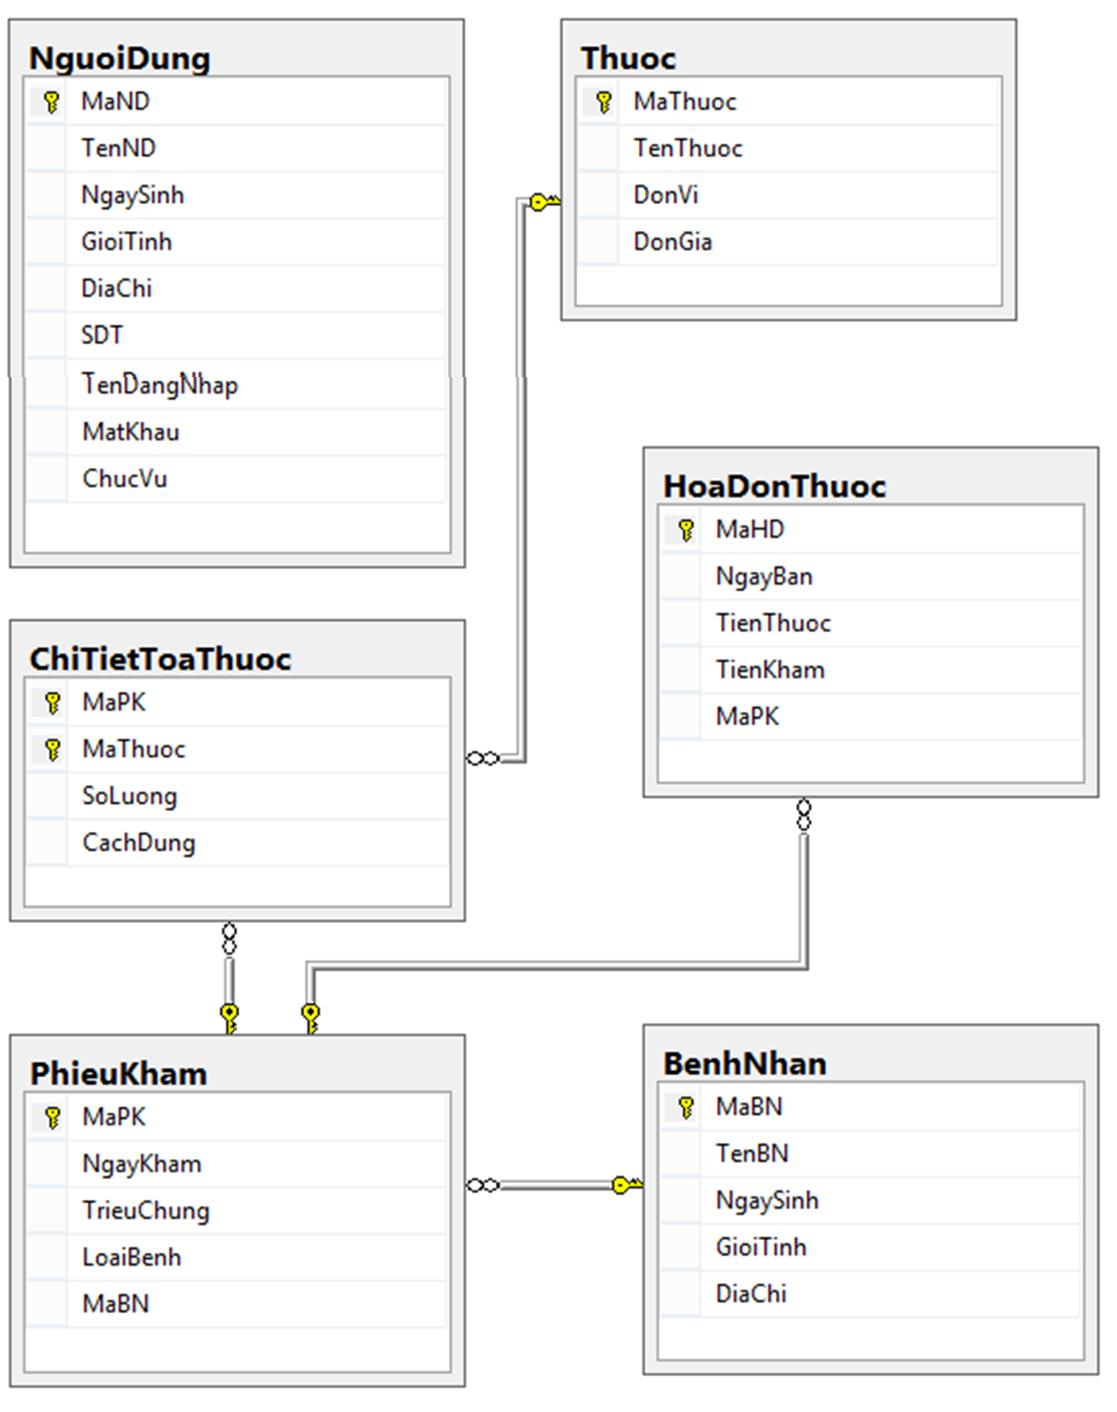 NguoiDung
MaND
TenND
NgaySinh
GioiTinh
DiaChi
SDT
TenDangNhap
MatKhau
ChucVu
Thuoc
MaThuoc
TenThuoc
DonVi
DonGia
HoaDonThuoc
MaHD
NgayBan
TienThuoc
TienKham
MaPK
ChiTietToaThuoc
MaPK
MaThuoc
SoLuong
CachDung
PhieuKham
MaPK
NgayKham
TrieuChung
LoaiBenh
MaBN
BenhNhan
MaBN
TenBN
NgaySinh
GioiTinh
DiaChi